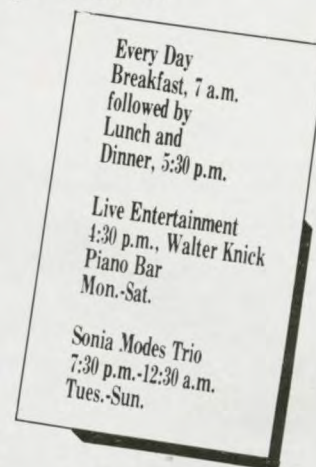 Every Day
Breakfast, 7 a.m.
followed by
Lunch and
Dinner, 5:30 p.m.
Live Entertainment
4:30 p.m., Walter Knick
Piano Bar
Mon.-Sat.
Sonia Modes Trio
7:30 p.m.-12:30 a.m.
Tues.-Sun.